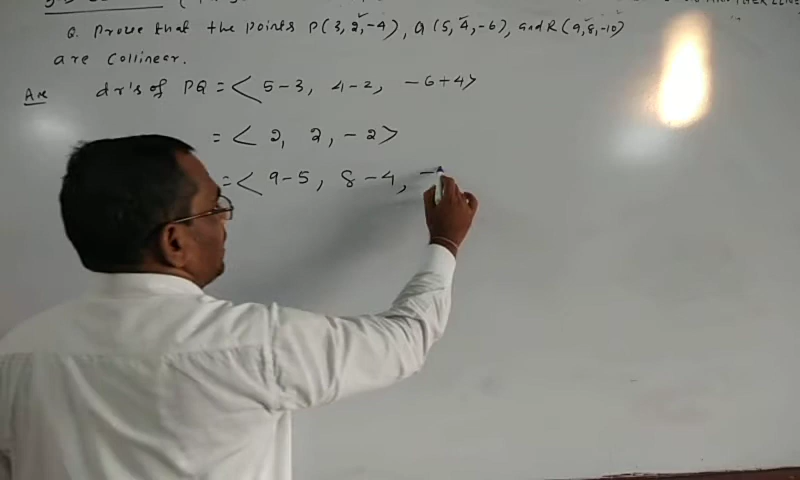 Q. Prove that the points P(3, 2, -4), Q(5, 4, -6), and R(9, 8, -10)
are collinear.
Ans dr's of PQ = < 5-3, 4-2, -6+4>
= < 2, 2, -2>
= < 9-5, 8-4, -